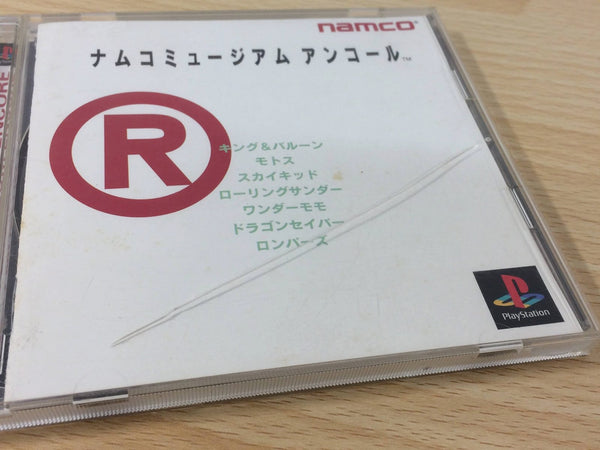 namco
ナムコミュージアム アンコール™
R
キング&バルーン
モトス
スカイキッド
ローリングサンダー
ワンダーモモ
ドラゴンセイバー
ロンパーズ
PlayStation
ENCORE